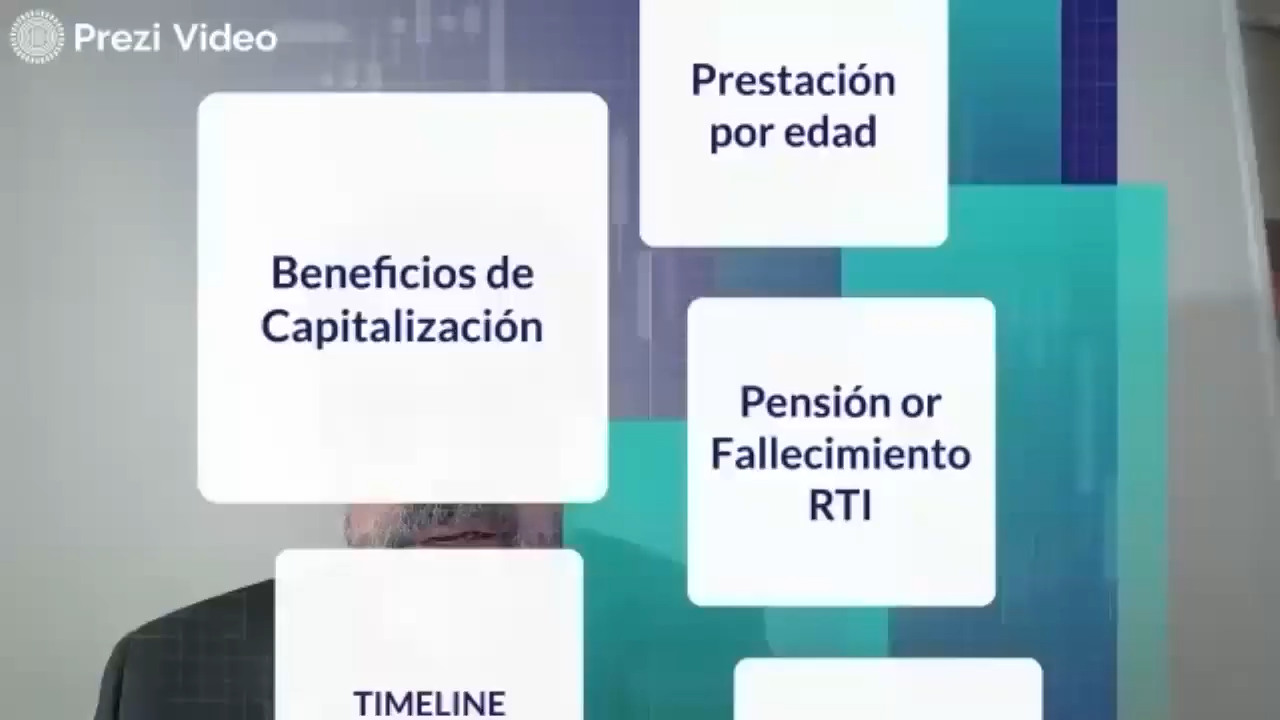 Prezi Video
Prestación
por edad
Beneficios de
Capitalización
Pensión or
Fallecimiento
RTI
TIMELINE